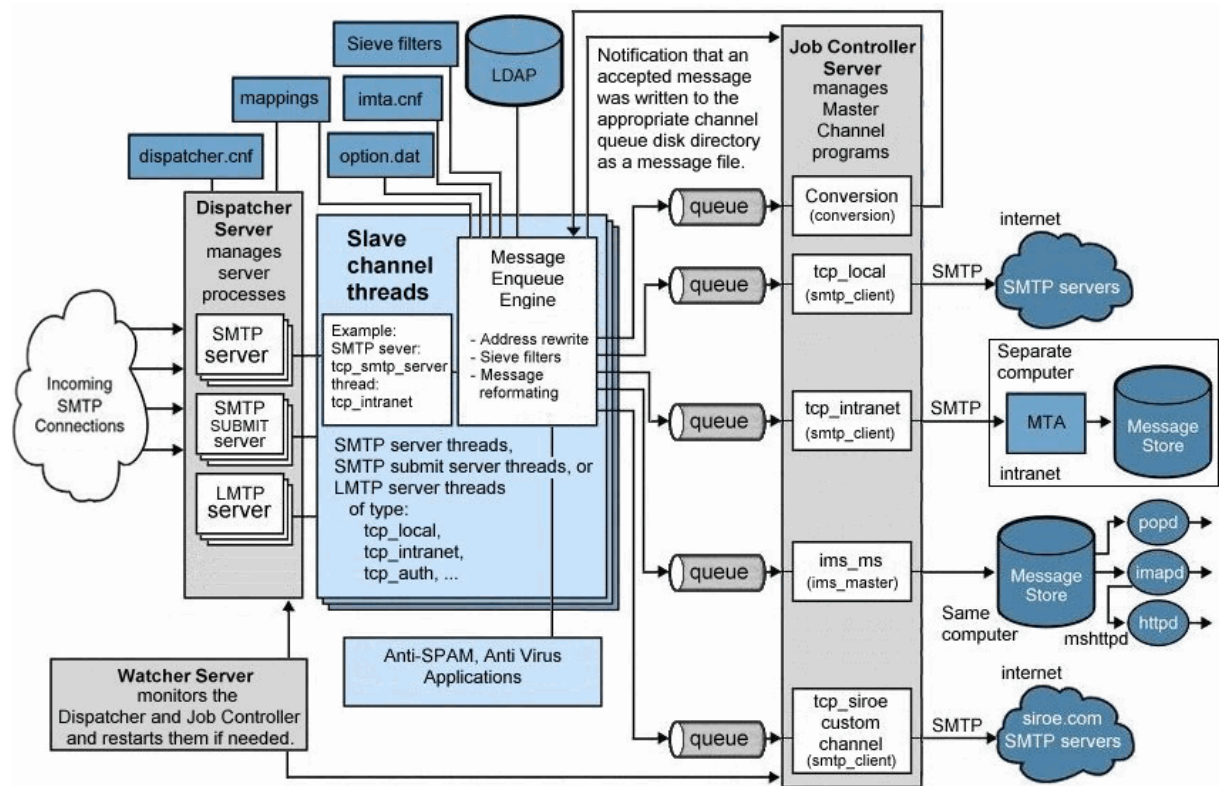 Sieve filters
LDAP
mappings
imta.cnf
dispatcher.cnf
option.dat
Notification that an
accepted message
was written to the
appropriate channel
queue disk directory
as a message file.
Job Controller
Server
manages
Master
Channel
programs
Dispatcher
Server
manages
server
processes
SMTP
server
SMTP
SUBMIT
server
LMTP
server
Incoming
SMTP
Connections
Slave
channel
threads
Example:
SMTP sever:
tcp_smtp_server
thread:
tcp_intranet
Message
Enqueue
Engine
- Address rewrite
- Sieve filters
- Message
reformating
SMTP server threads,
SMTP submit server threads, or
LMTP server threads
of type:
tcp_local,
tcp_intranet,
tcp_auth, ...
Anti-SPAM, Anti Virus
Applications
Watcher Server
monitors the
Dispatcher and Job Controller
and restarts them if needed.
queue
Conversion
(conversion)
queue
tcp_local
(smtp_client)
SMTP
internet
SMTP servers
queue
tcp_intranet
(smtp_client)
SMTP
Separate
computer
MTA
Message
Store
intranet
queue
ims_ms
(ims_master)
Message
Store
Same
computer
popd
imapd
mshttpd
httpd
queue
tcp_siroe
custom
channel
(smtp_client)
SMTP
internet
siroe.com
SMTP servers